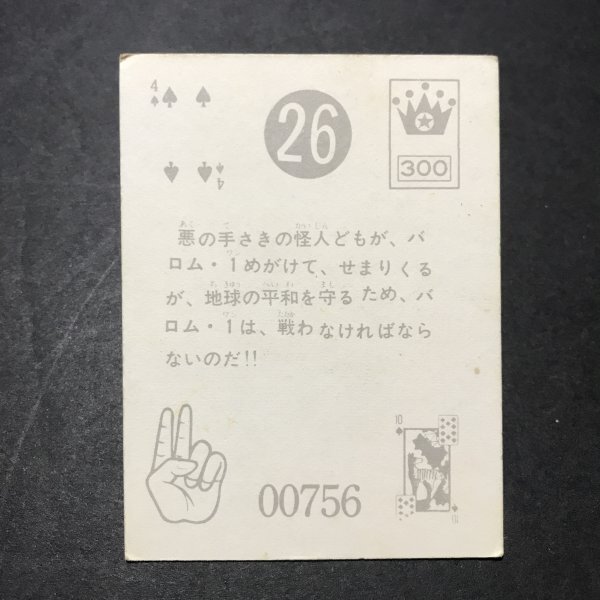 4
26
300
4
悪の手さきの怪人どもが、バ
ロム・1めがけて、せまりくる
が、地球の平和を守るため、バ
ロム・1は、戦わなければなら
ないのだ!!
10
00756
10